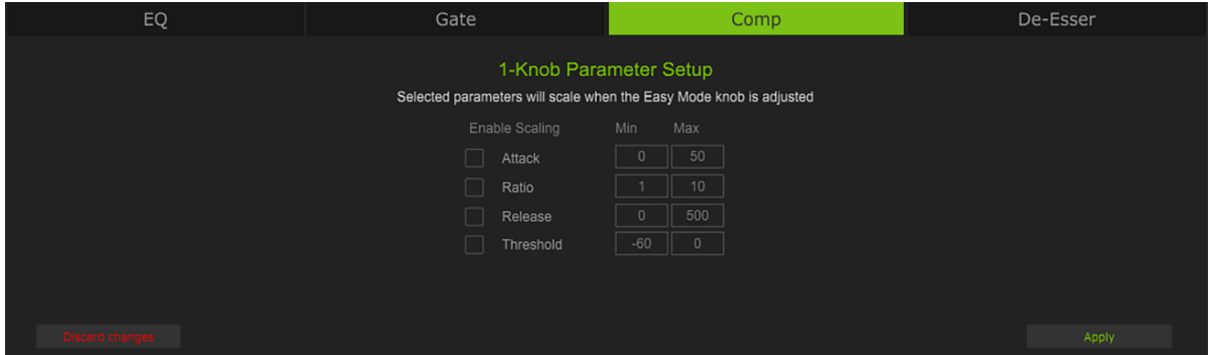 EQ Gate Comp De-Esser
1-Knob Parameter Setup
Selected parameters will scale when the Easy Mode knob is adjusted
Enable Scaling Min Max
Attack 0 50
Ratio 1 10
Release 0 500
Threshold -60 0
Discard changes Apply